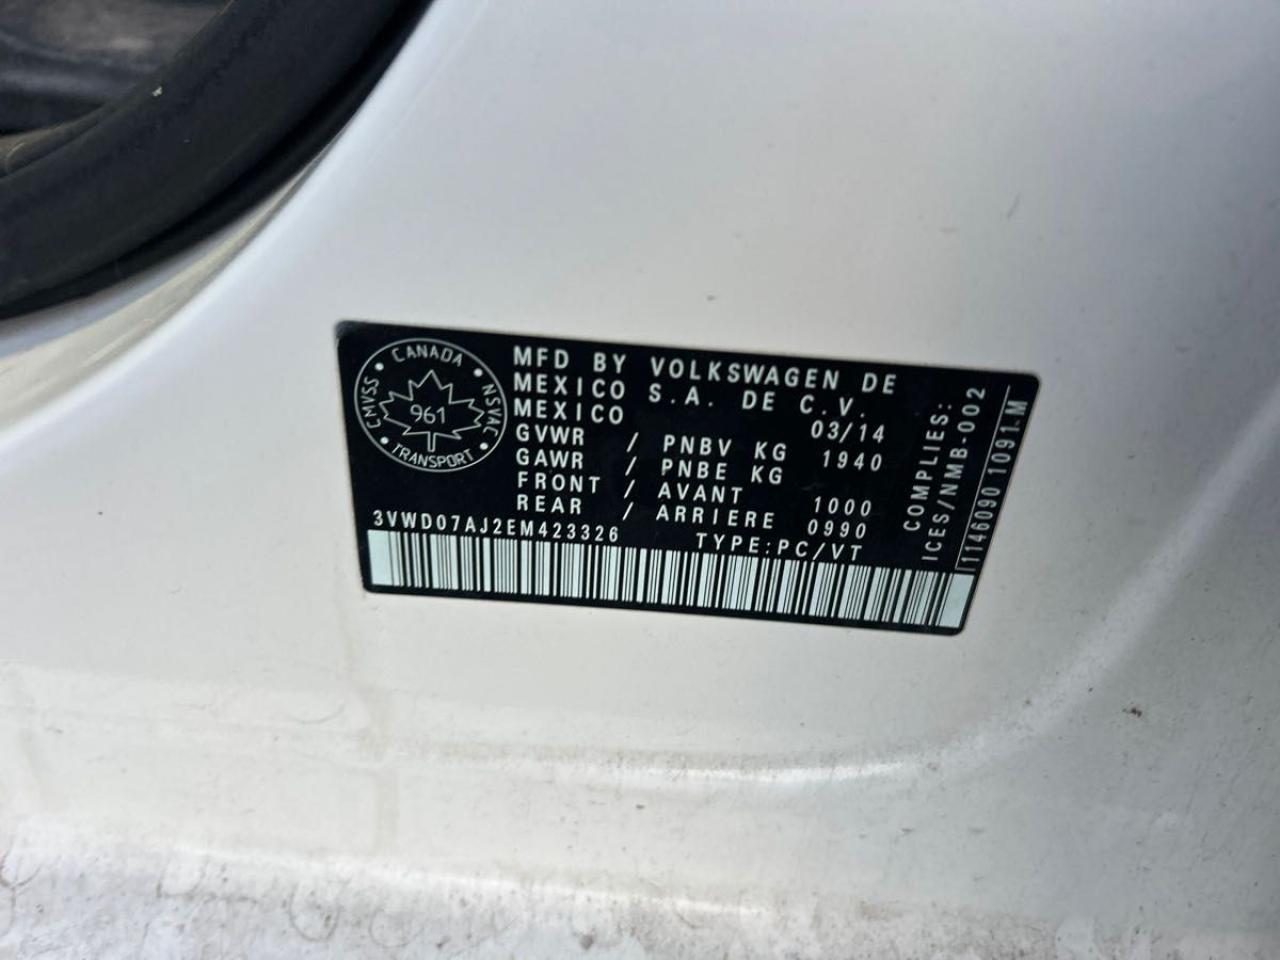 CANADA
CMVSS
NSVAC
961
TRANSPORT
MFD BY VOLKSWAGEN DE
MEXICO S.A. DE C.V.
MEXICO 03/14
GVWR / PNBV KG 1940
GAWR / PNBE KG
FRONT / AVANT 1000
REAR / ARRIERE 0990
3VWD07AJ2EM423326 TYPE:PC/VT
COMPLIES:
ICES/NMB-002
1146090 1091 M